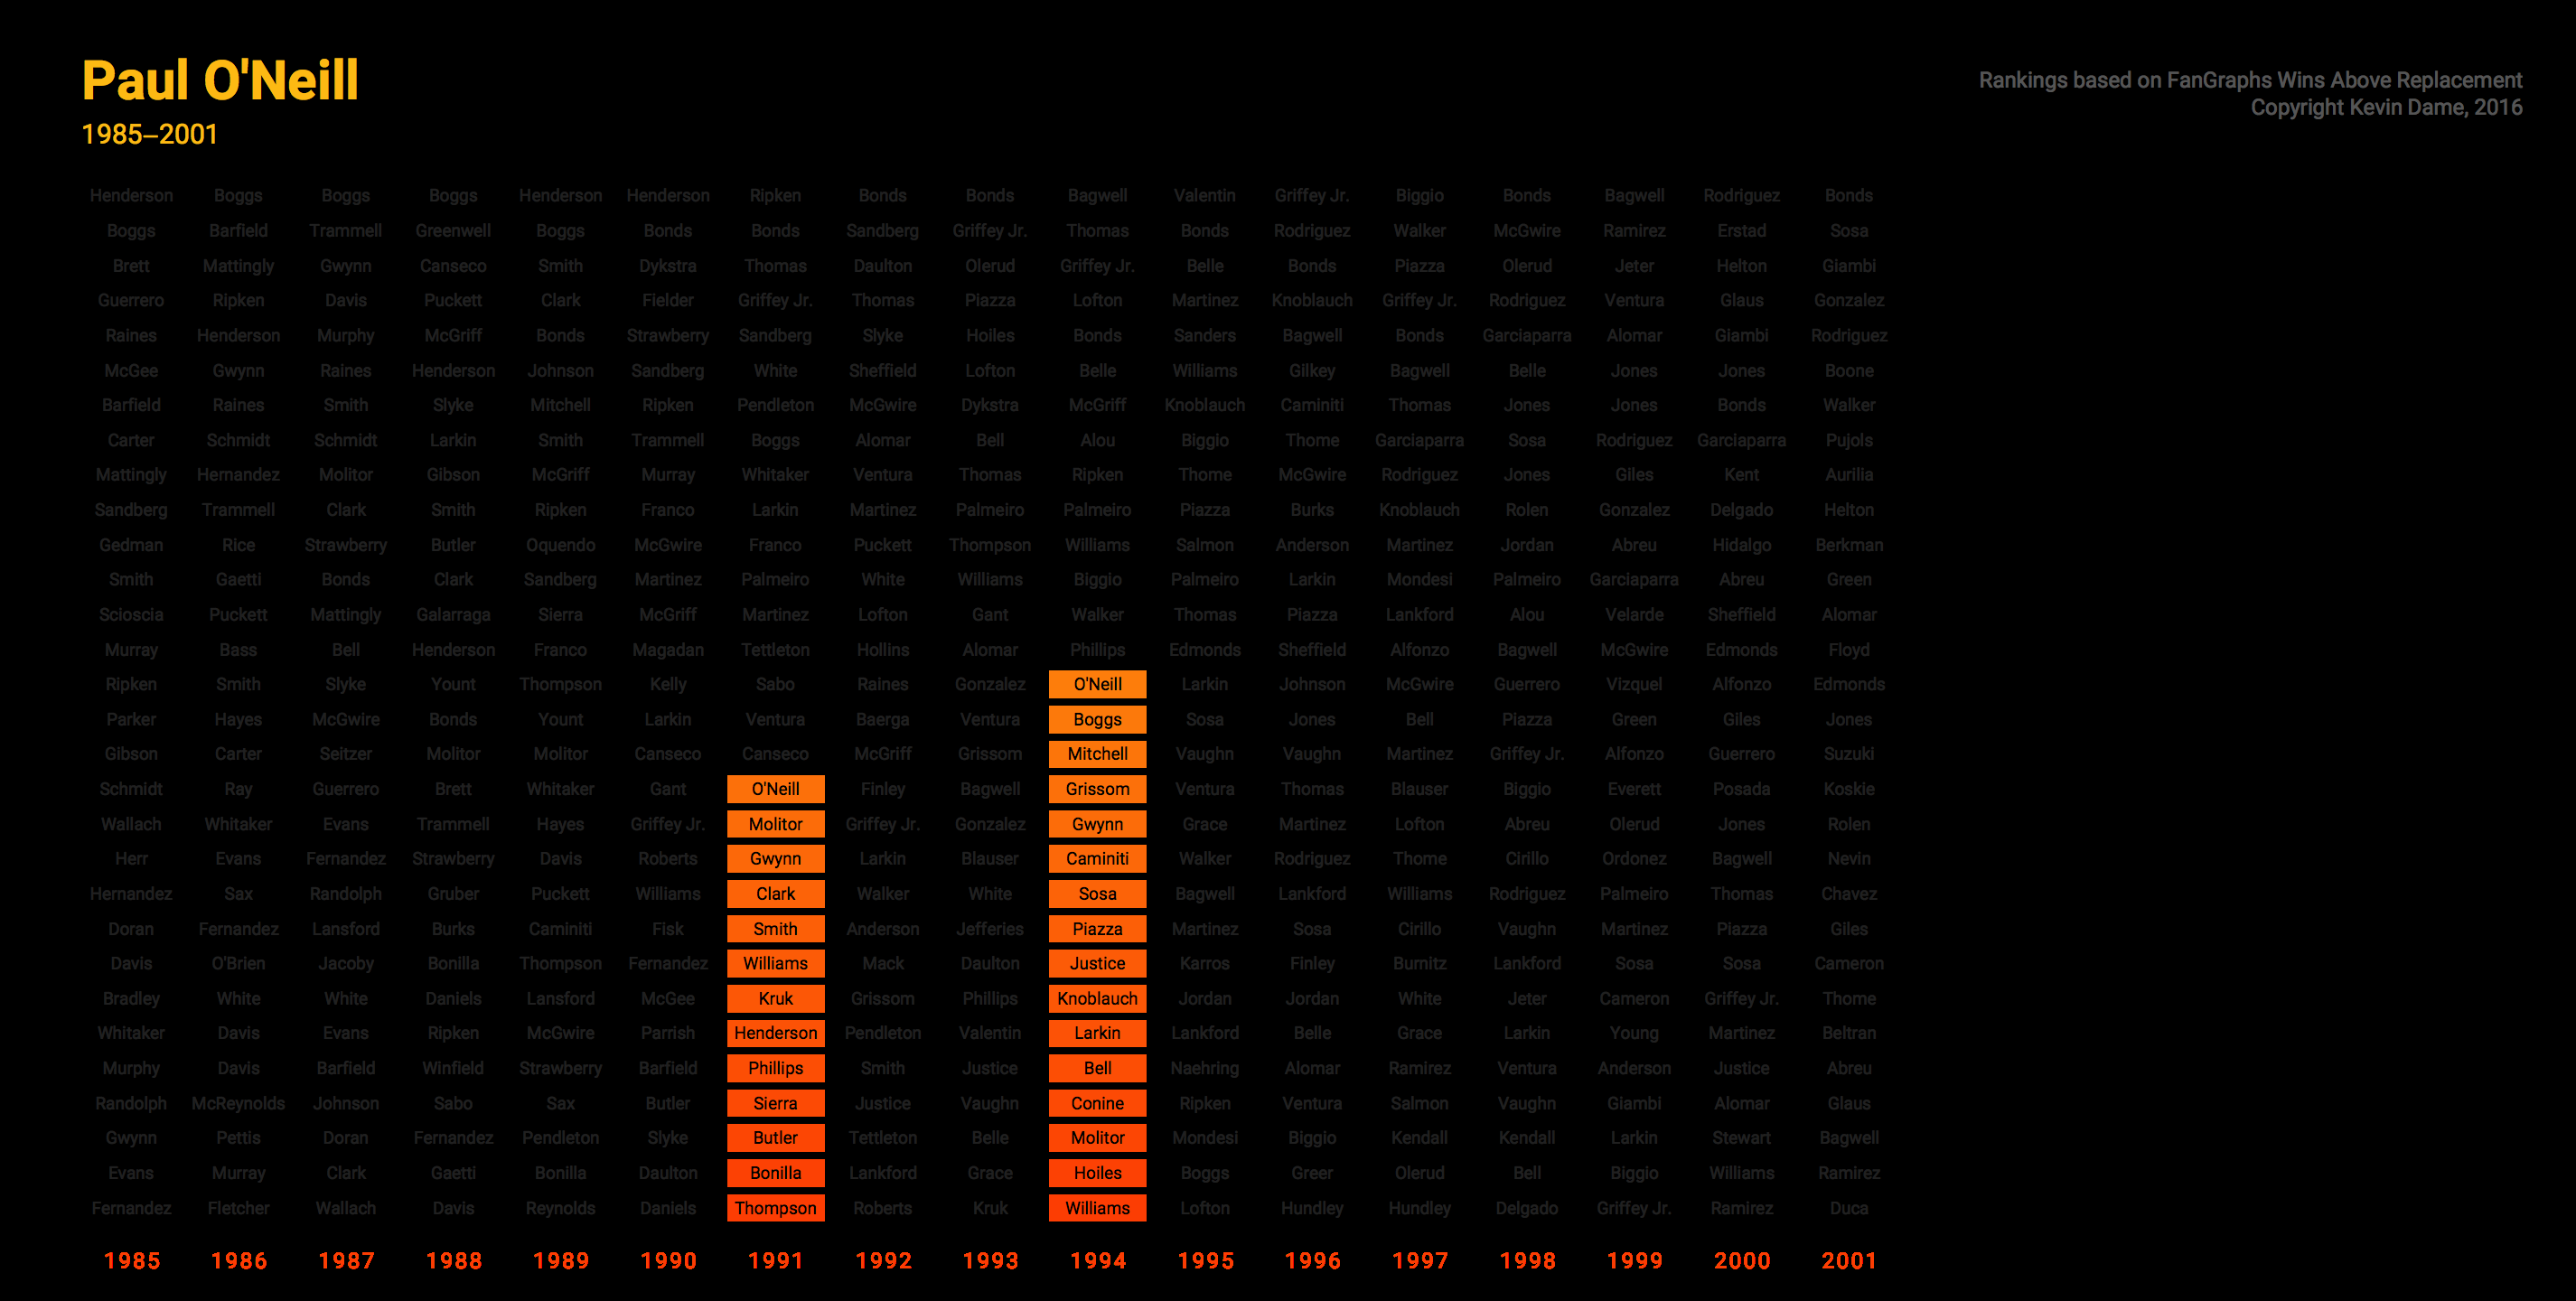 Paul O'Neill
1985–2001
Rankings based on FanGraphs Wins Above Replacement
Copyright Kevin Dame, 2016
Henderson Boggs Boggs Boggs Henderson Henderson Ripken Bonds Bonds Bagwell Valentin Griffey Jr. Biggio Bonds Bagwell Rodriguez Bonds
Boggs Barfield Trammell Greenwell Boggs Bonds Bonds Sandberg Griffey Jr. Thomas Bonds Rodriguez Walker McGwire Ramirez Erstad Sosa
Brett Mattingly Gwynn Canseco Smith Dykstra Thomas Daulton Olerud Griffey Jr. Belle Bonds Piazza Olerud Jeter Helton Giambi
Guerrero Ripken Davis Puckett Clark Fielder Griffey Jr. Thomas Piazza Lofton Martinez Knoblauch Griffey Jr. Rodriguez Ventura Glaus Gonzalez
Raines Henderson Murphy McGriff Bonds Strawberry Sandberg Slyke Hoiles Bonds Sanders Bagwell Bonds Garciaparra Alomar Giambi Rodriguez
McGee Gwynn Raines Henderson Johnson Sandberg White Sheffield Lofton Belle Williams Gilkey Bagwell Belle Jones Jones Boone
Barfield Raines Smith Slyke Mitchell Ripken Pendleton McGwire Dykstra McGriff Knoblauch Caminiti Thomas Jones Jones Bonds Walker
Carter Schmidt Schmidt Larkin Smith Trammell Boggs Alomar Bell Alou Biggio Thome Garciaparra Sosa Rodriguez Garciaparra Pujols
Mattingly Hernandez Molitor Gibson McGriff Murray Whitaker Ventura Thomas Ripken Thome McGwire Rodriguez Jones Giles Kent Aurilia
Sandberg Trammell Clark Smith Ripken Franco Larkin Martinez Palmeiro Palmeiro Piazza Burks Knoblauch Rolen Gonzalez Delgado Helton
Gedman Rice Strawberry Butler Oquendo McGwire Franco Puckett Thompson Williams Salmon Anderson Martinez Jordan Abreu Hidalgo Berkman
Smith Gaetti Bonds Clark Sandberg Martinez Palmeiro White Williams Biggio Palmeiro Larkin Mondesi Palmeiro Garciaparra Abreu Green
Scioscia Puckett Mattingly Galarraga Sierra McGriff Martinez Lofton Gant Walker Thomas Piazza Lankford Alou Velarde Sheffield Alomar
Murray Bass Bell Henderson Franco Magadan Tettleton Hollins Alomar Phillips Edmonds Sheffield Alfonzo Bagwell McGwire Edmonds Floyd
Ripken Smith Slyke Yount Thompson Kelly Sabo Raines Gonzalez O'Neill Larkin Johnson McGwire Guerrero Vizquel Alfonzo Edmonds
Parker Hayes McGwire Bonds Yount Larkin Ventura Baerga Ventura Boggs Sosa Jones Bell Piazza Green Giles Jones
Gibson Carter Seitzer Molitor Molitor Canseco Canseco McGriff Grissom Mitchell Vaughn Vaughn Martinez Griffey Jr. Alfonzo Guerrero Suzuki
Schmidt Ray Guerrero Brett Whitaker Gant O'Neill Finley Bagwell Grissom Ventura Thomas Blauser Biggio Everett Posada Koskie
Wallach Whitaker Evans Trammell Hayes Griffey Jr. Molitor Griffey Jr. Gonzalez Gwynn Grace Martinez Lofton Abreu Olerud Jones Rolen
Herr Evans Fernandez Strawberry Davis Roberts Gwynn Larkin Blauser Caminiti Walker Rodriguez Thome Cirillo Ordonez Bagwell Nevin
Hernandez Sax Randolph Gruber Puckett Williams Clark Walker White Sosa Bagwell Lankford Williams Rodriguez Palmeiro Thomas Chavez
Doran Fernandez Lansford Burks Caminiti Fisk Smith Anderson Jefferies Piazza Martinez Sosa Cirillo Vaughn Martinez Piazza Giles
Davis O'Brien Jacoby Bonilla Thompson Fernandez Williams Mack Daulton Justice Karros Finley Burnitz Lankford Sosa Sosa Cameron
Bradley White White Daniels Lansford McGee Kruk Grissom Phillips Knoblauch Jordan Jordan White Jeter Cameron Griffey Jr. Thome
Whitaker Davis Evans Ripken McGwire Parrish Henderson Pendleton Valentin Larkin Lankford Belle Grace Larkin Young Martinez Beltran
Murphy Davis Barfield Winfield Strawberry Barfield Phillips Smith Justice Bell Naehring Alomar Ramirez Ventura Anderson Justice Abreu
Randolph McReynolds Johnson Sabo Sax Butler Sierra Justice Vaughn Conine Ripken Ventura Salmon Vaughn Giambi Alomar Glaus
Gwynn Pettis Doran Fernandez Pendleton Slyke Butler Tettleton Belle Molitor Mondesi Biggio Kendall Kendall Larkin Stewart Bagwell
Evans Murray Clark Gaetti Bonilla Daulton Bonilla Lankford Grace Hoiles Boggs Greer Olerud Bell Biggio Williams Ramirez
Fernandez Fletcher Wallach Davis Reynolds Daniels Thompson Roberts Kruk Williams Lofton Hundley Hundley Delgado Griffey Jr. Ramirez Duca
1985 1986 1987 1988 1989 1990 1991 1992 1993 1994 1995 1996 1997 1998 1999 2000 2001